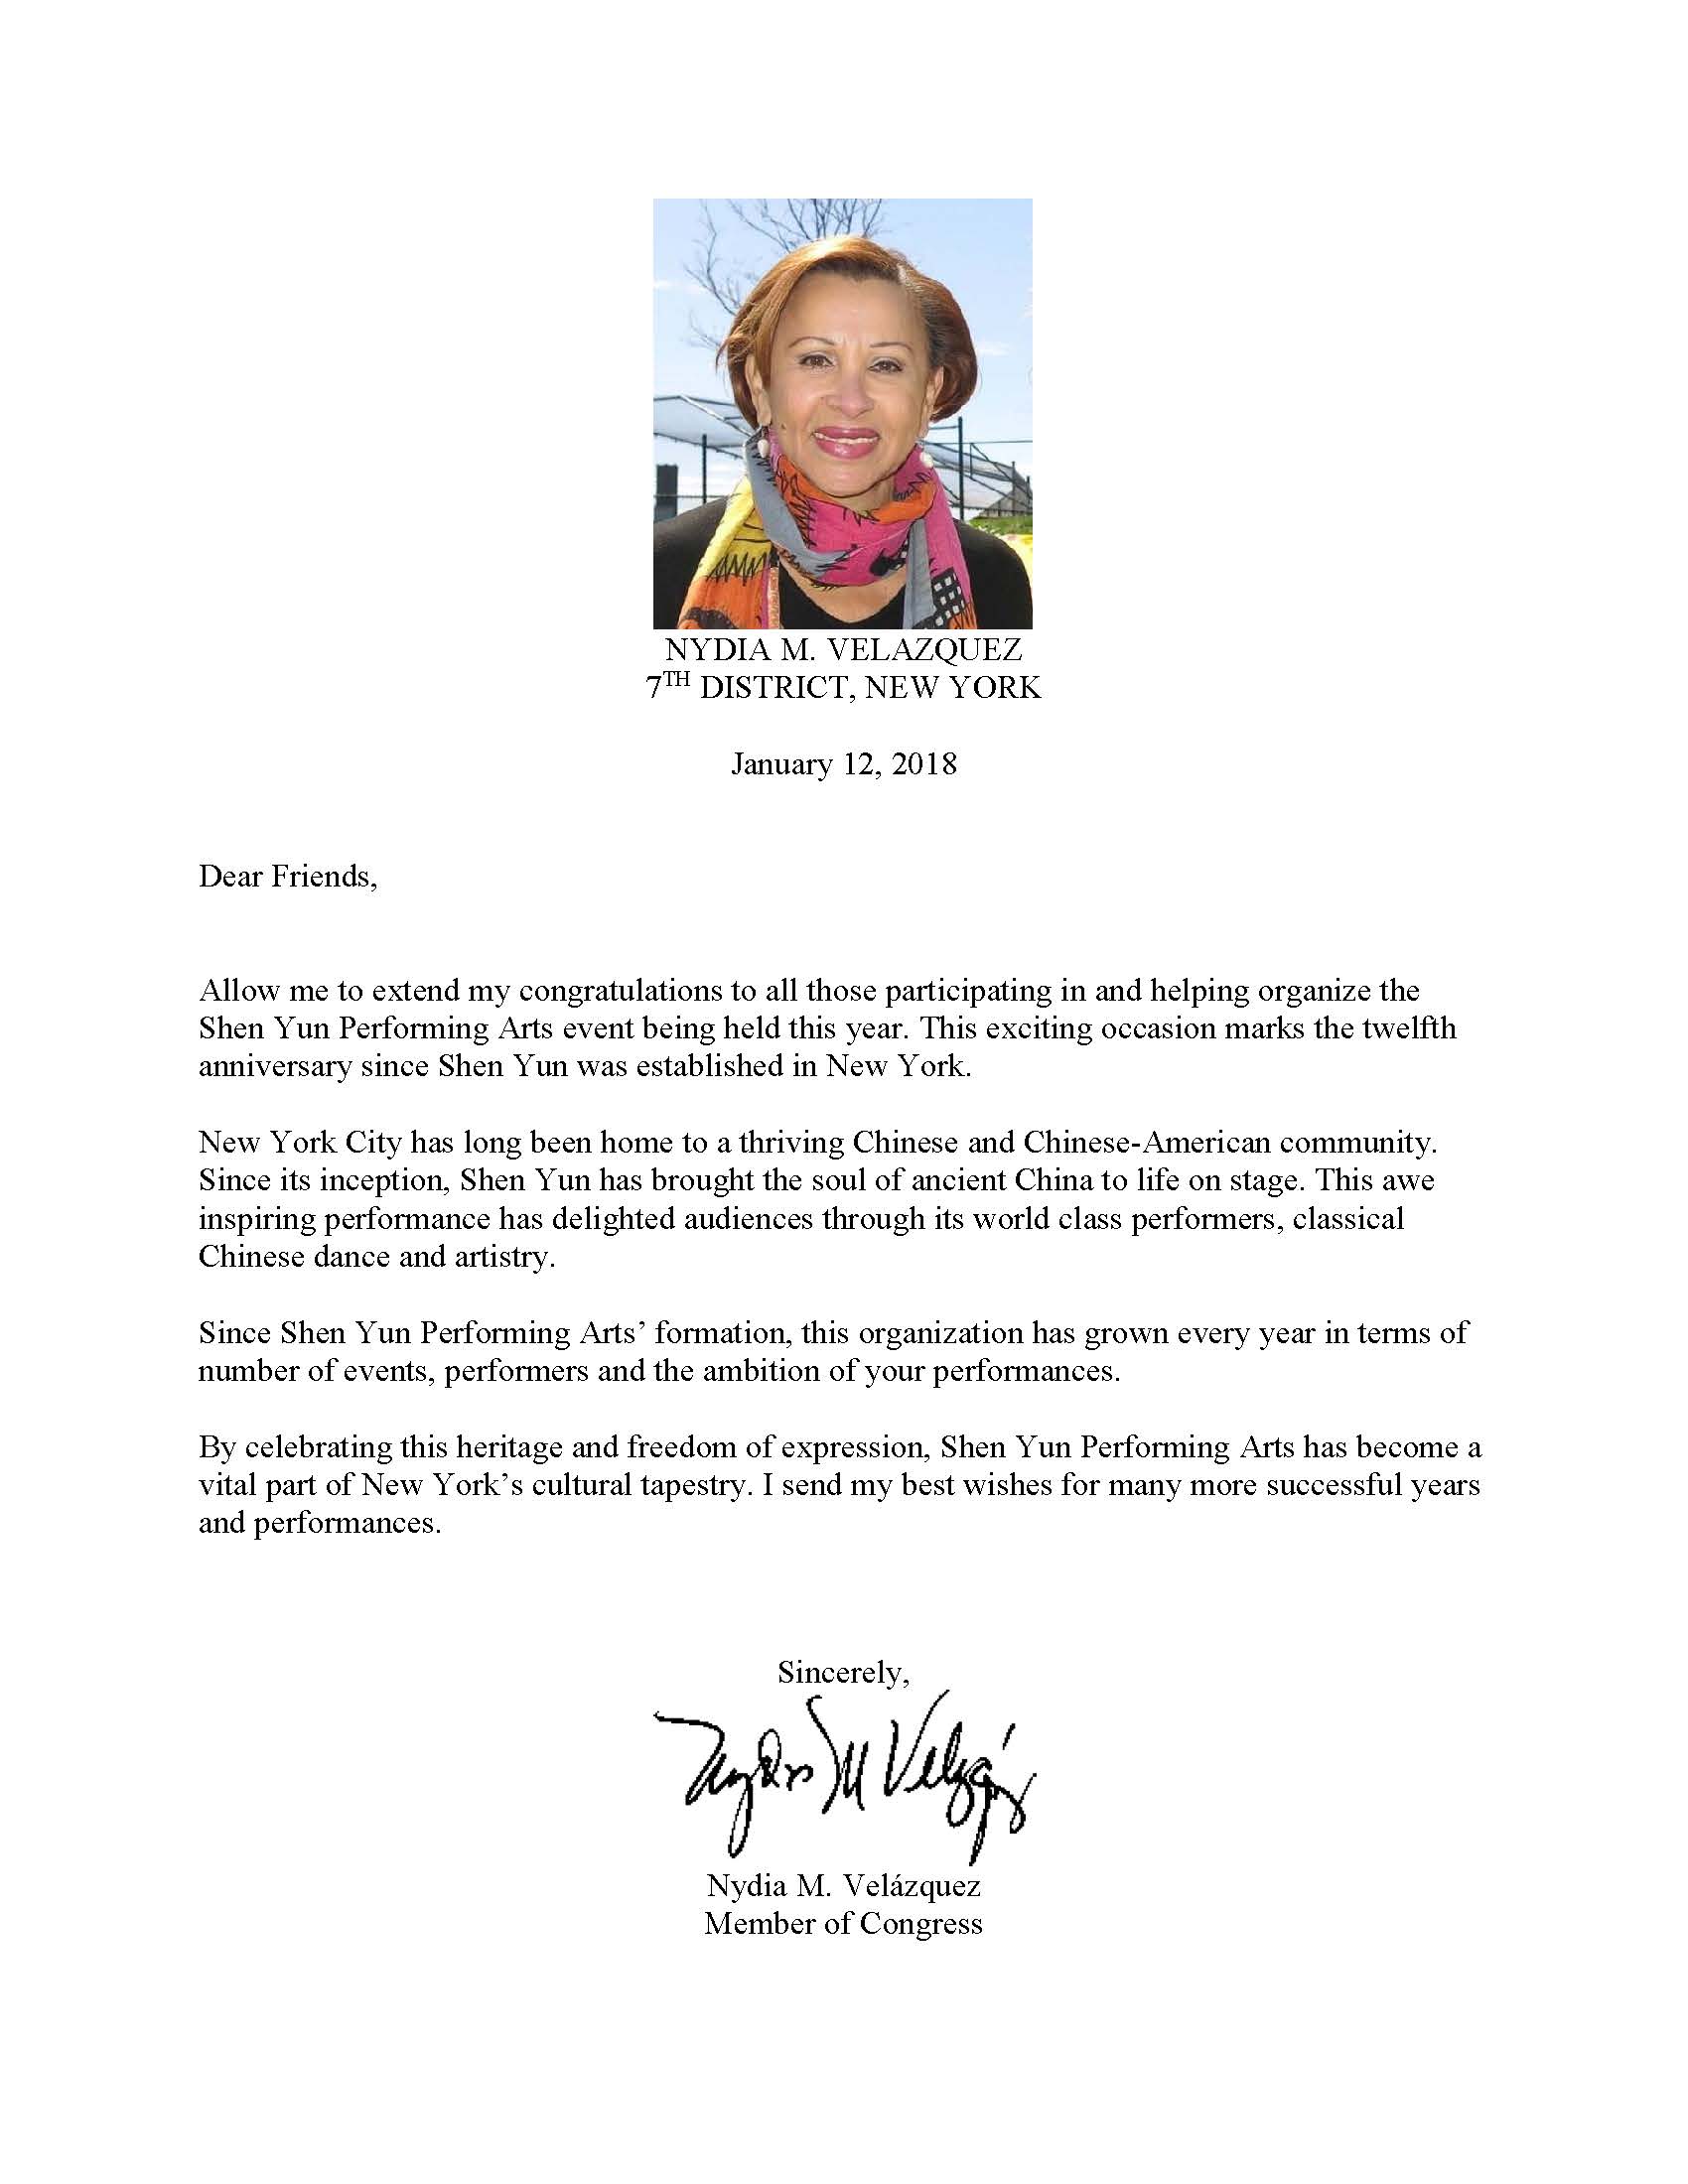 NYDIA M. VELAZQUEZ
7TH DISTRICT, NEW YORK
January 12, 2018
Dear Friends,
Allow me to extend my congratulations to all those participating in and helping organize the
Shen Yun Performing Arts event being held this year. This exciting occasion marks the twelfth
anniversary since Shen Yun was established in New York.
New York City has long been home to a thriving Chinese and Chinese-American community.
Since its inception, Shen Yun has brought the soul of ancient China to life on stage. This awe
inspiring performance has delighted audiences through its world class performers, classical
Chinese dance and artistry.
Since Shen Yun Performing Arts’ formation, this organization has grown every year in terms of
number of events, performers and the ambition of your performances.
By celebrating this heritage and freedom of expression, Shen Yun Performing Arts has become a
vital part of New York’s cultural tapestry. I send my best wishes for many more successful years
and performances.
Sincerely,
Nydia M Velázquez
Nydia M. Velázquez
Member of Congress